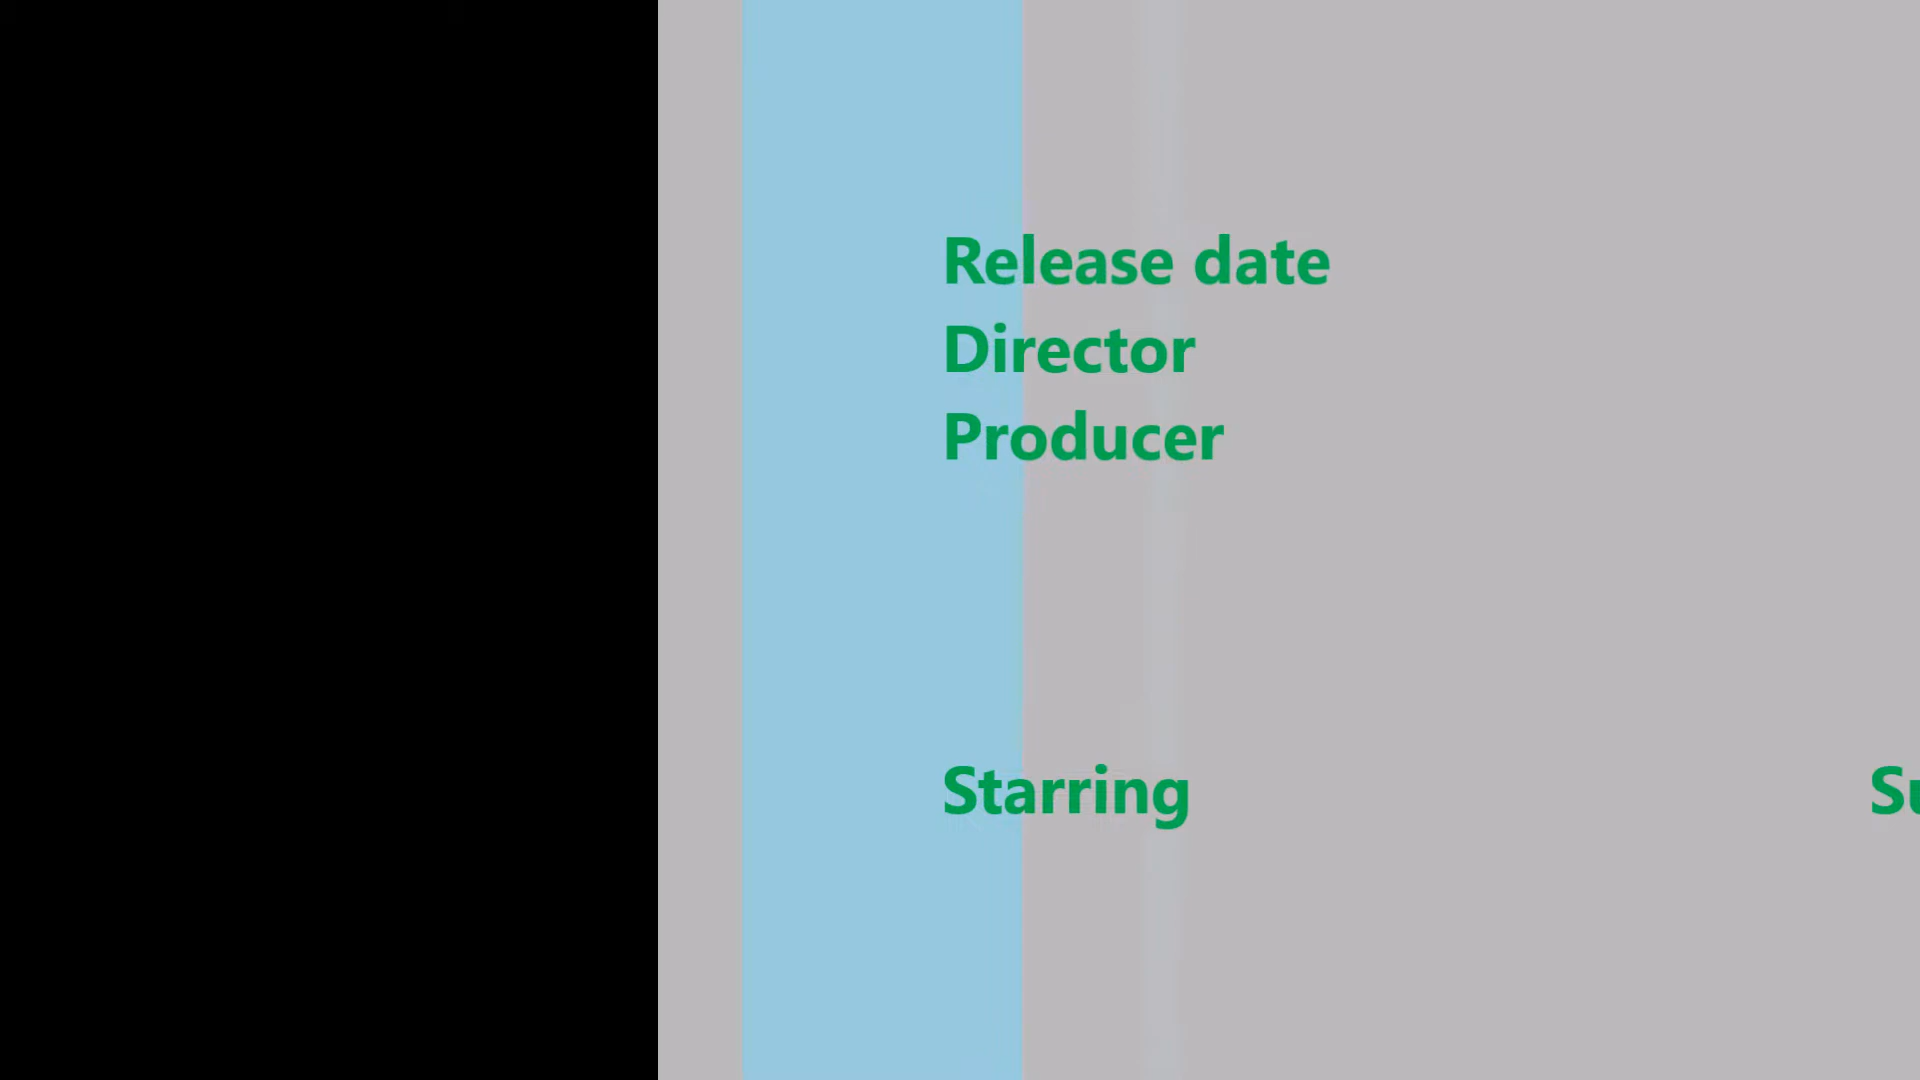 Release date
Director
Producer
Starring